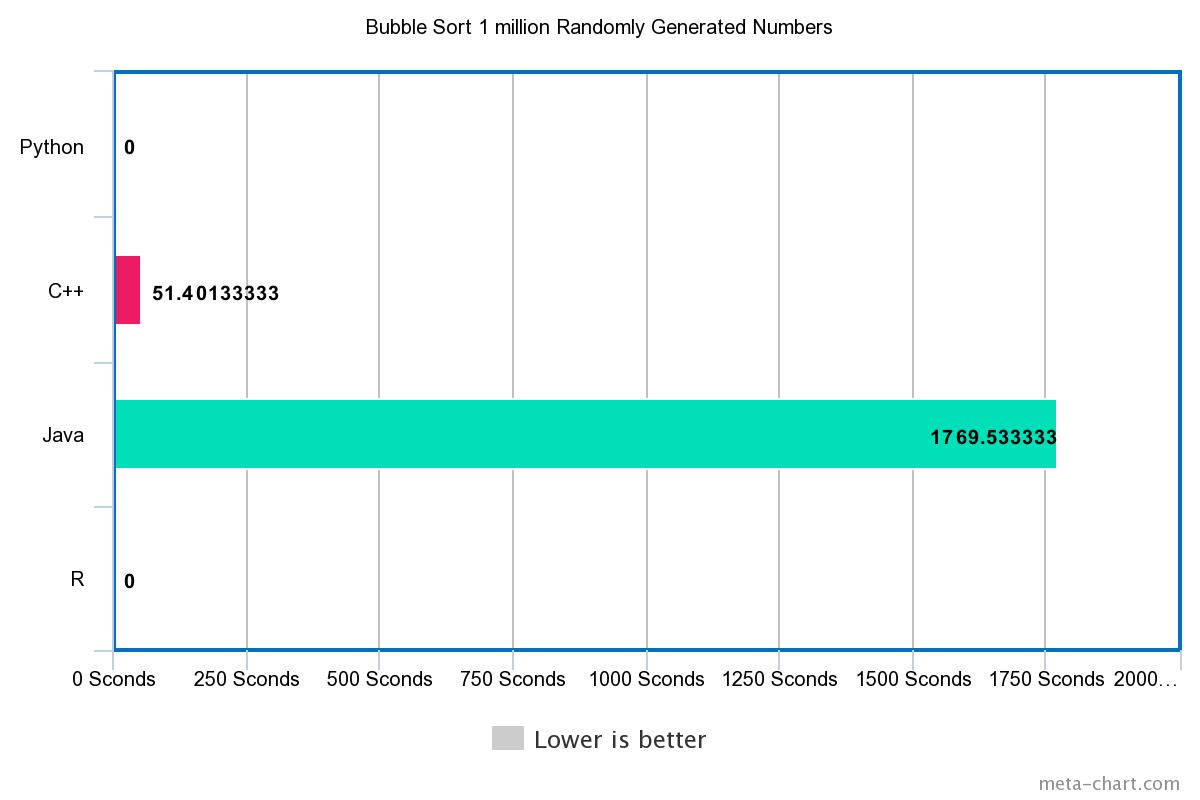 Bubble Sort 1 million Randomly Generated Numbers
Python
0
C++
51.40133333
Java
1769.533333
R
0
0 Sconds 250 Sconds 500 Sconds 750 Sconds 1000 Sconds 1250 Sconds 1500 Sconds 1750 Sconds 2000…
Lower is better
meta-chart.com